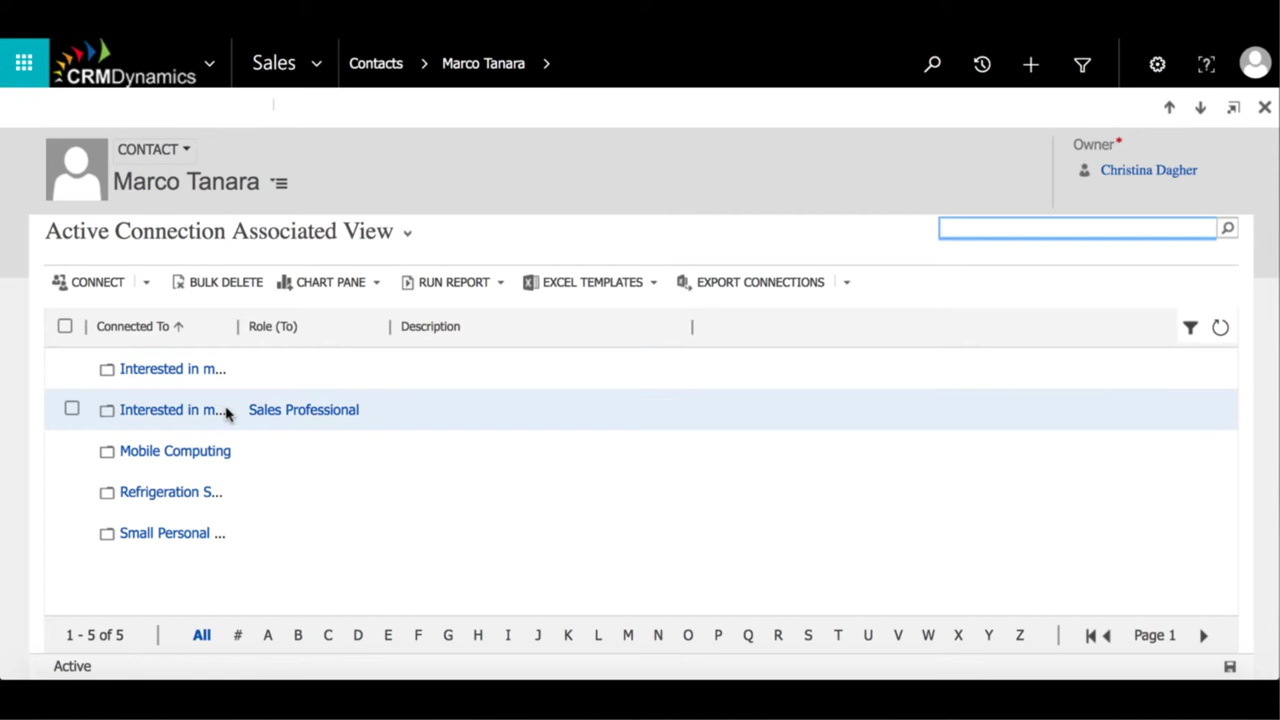 CRMDynamics Sales Contacts Marco Tanara
CONTACT
Marco Tanara
Owner*
Christina Dagher
Active Connection Associated View
CONNECT BULK DELETE CHART PANE RUN REPORT EXCEL TEMPLATES EXPORT CONNECTIONS
Connected To Role (To) Description
Interested in m...
Interested in m... Sales Professional
Mobile Computing
Refrigeration S...
Small Personal ...
1 - 5 of 5 All # A B C D E F G H I J K L M N O P Q R S T U V W X Y Z Page 1
Active